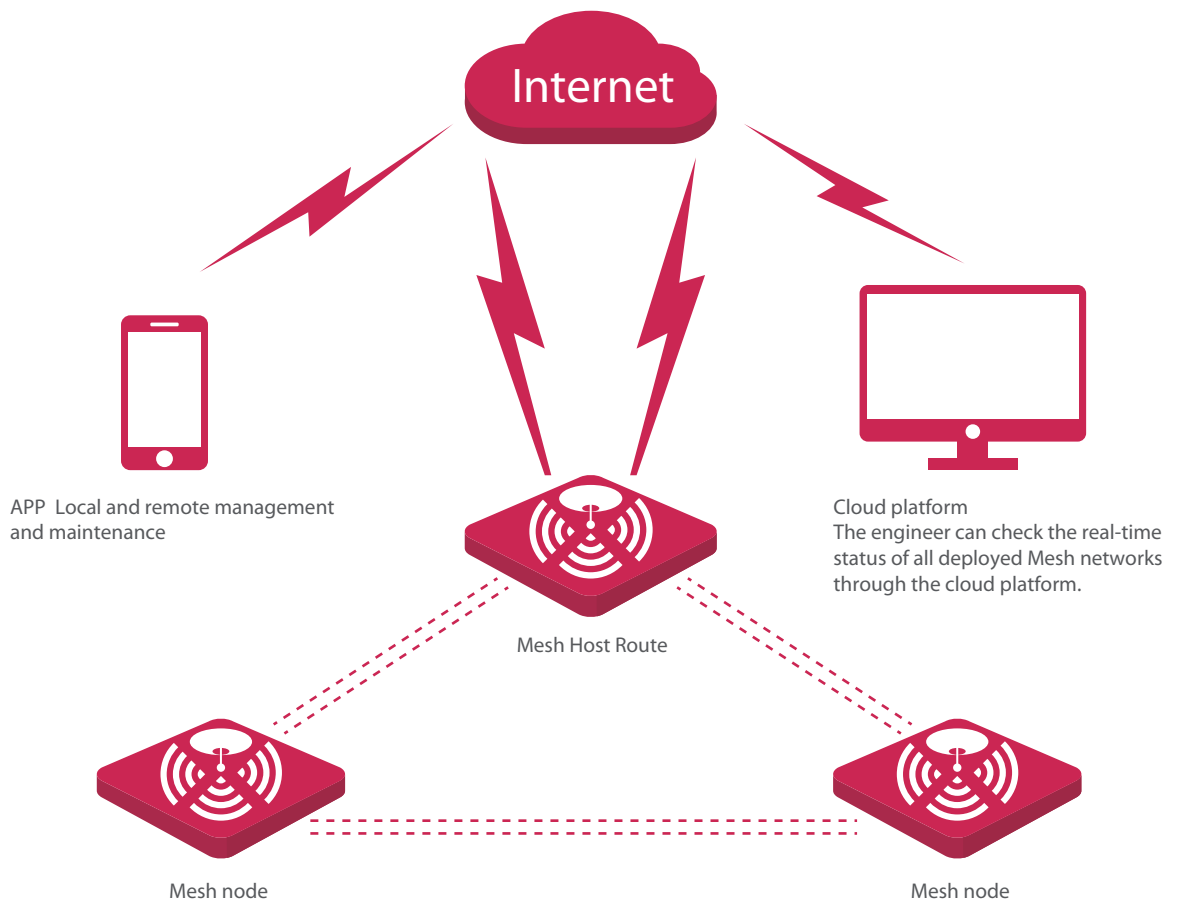 Internet
APP  Local and remote management
and maintenance
Cloud platform
The engineer can check the real-time
status of all deployed Mesh networks
through the cloud platform.
Mesh Host Route
Mesh node
Mesh node